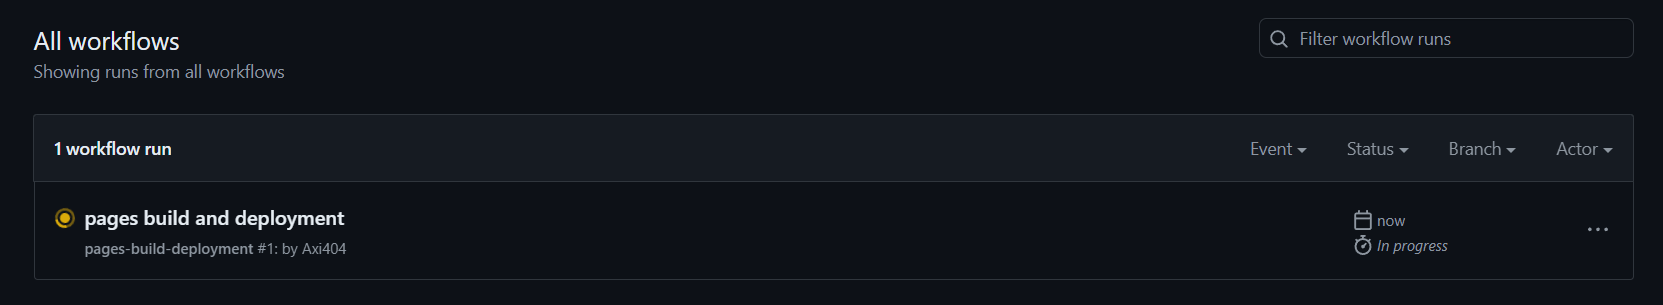 All workflows
Filter workflow runs
Showing runs from all workflows
1 workflow run
Event
Status
Branch
Actor
pages build and deployment
pages-build-deployment #1: by Axi404
now
In progress